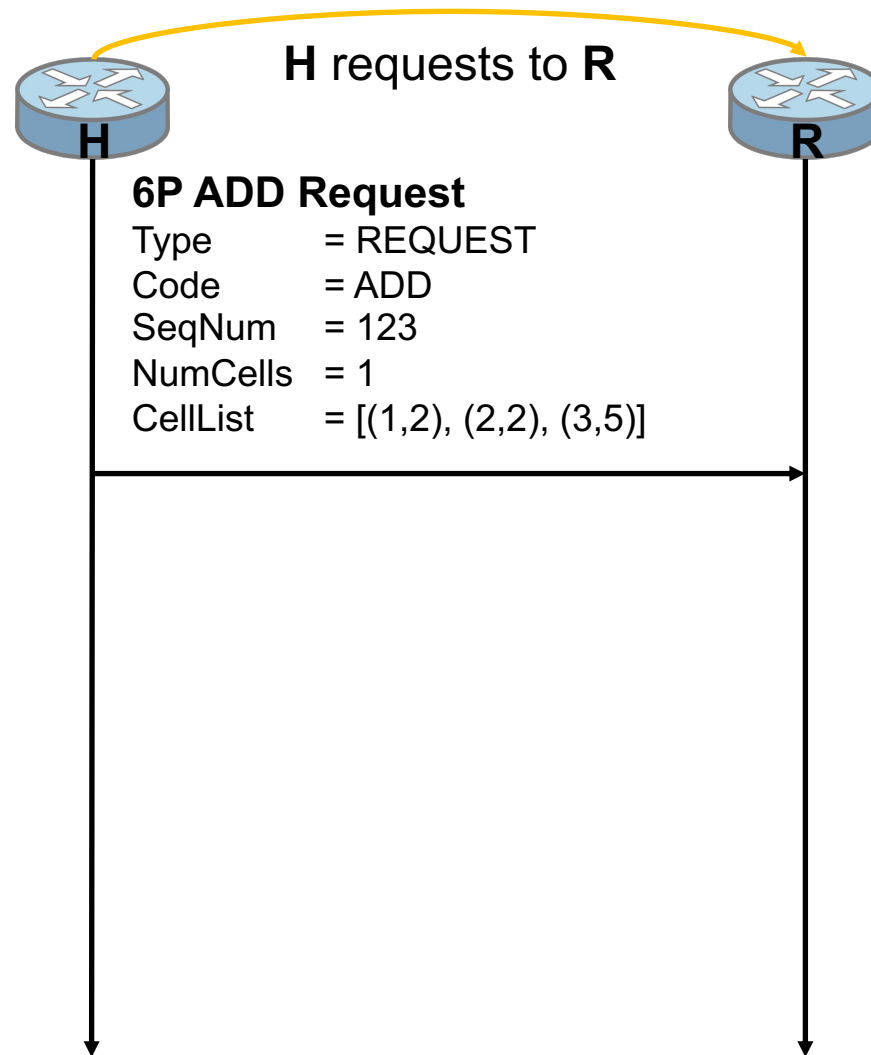 H requests to R
H
R
6P ADD Request
Type = REQUEST
Code = ADD
SeqNum = 123
NumCells = 1
CellList = [(1,2), (2,2), (3,5)]